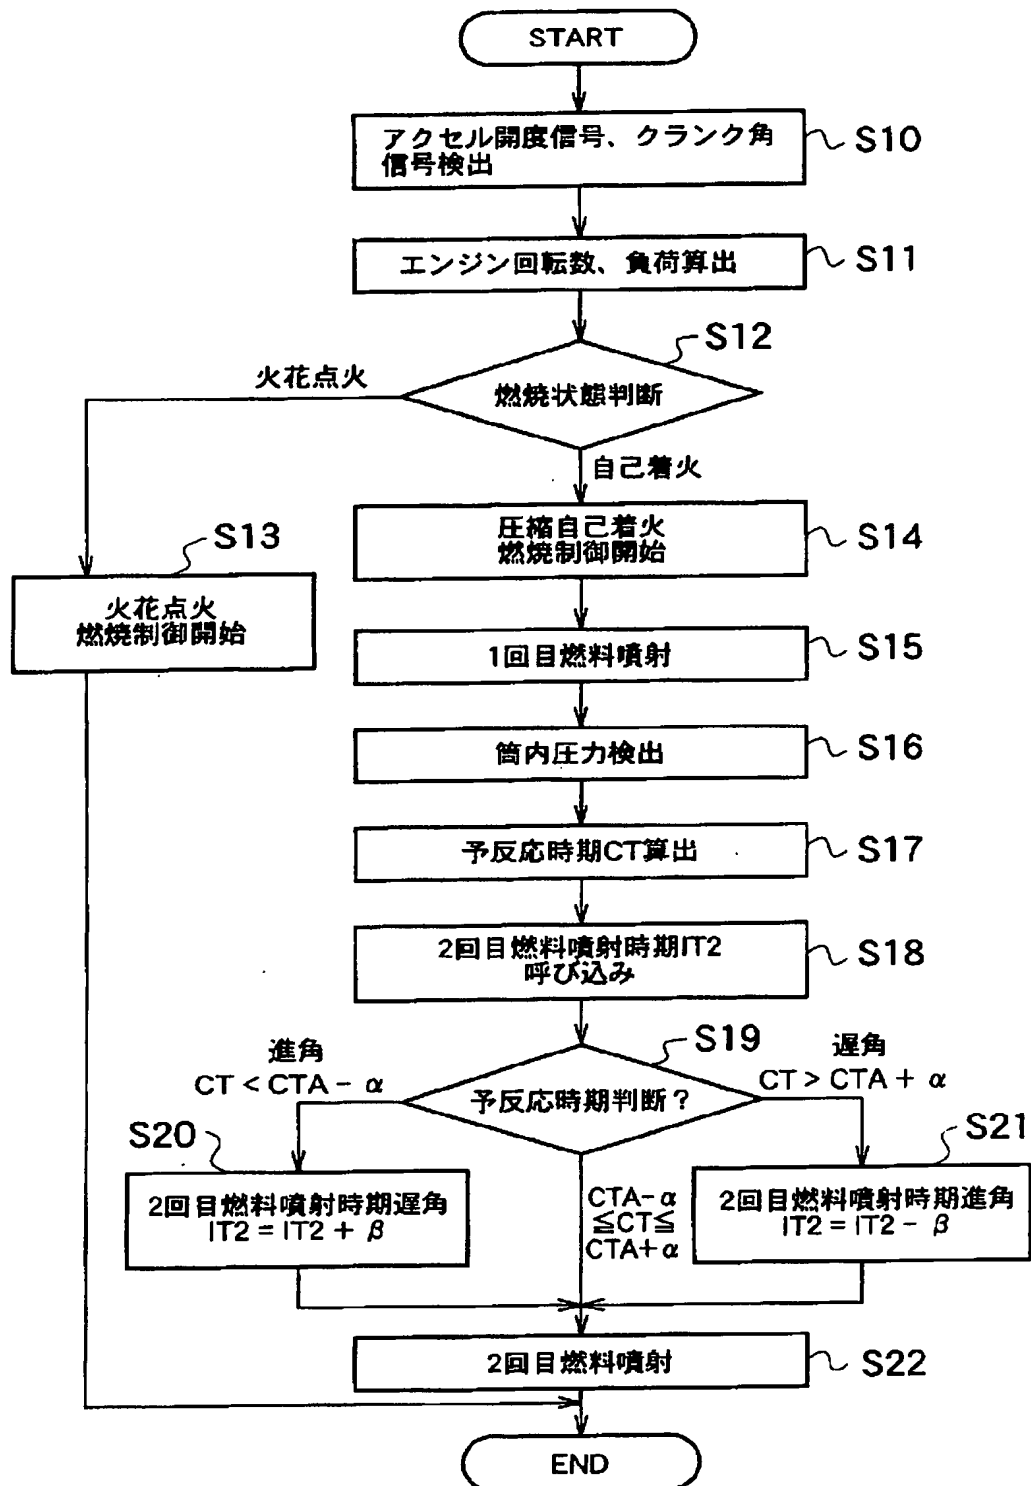 START
アクセル開度信号、クランク角
信号検出
S10
エンジン回転数、負荷算出
S11
S12
火花点火
燃焼状態判断
自己着火
S13
火花点火
燃焼制御開始
圧縮自己着火
燃焼制御開始
S14
1回目燃料噴射
S15
筒内圧力検出
S16
予反応時期CT算出
S17
2回目燃料噴射時期IT2
呼び込み
S18
S19
進角
CT < CTA - α
予反応時期判断?
遅角
CT > CTA + α
S20
2回目燃料噴射時期遅角
IT2 = IT2 + β
CTA-α
≦CT≦
CTA+α
S21
2回目燃料噴射時期進角
IT2 = IT2 - β
2回目燃料噴射
S22
END